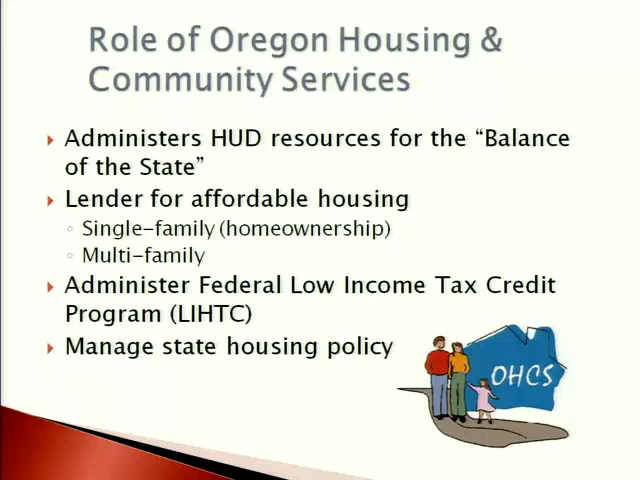 Role of Oregon Housing &
Community Services
Administers HUD resources for the “Balance
of the State”
Lender for affordable housing
Single-family (homeownership)
Multi-family
Administer Federal Low Income Tax Credit
Program (LIHTC)
Manage state housing policy
OHCS